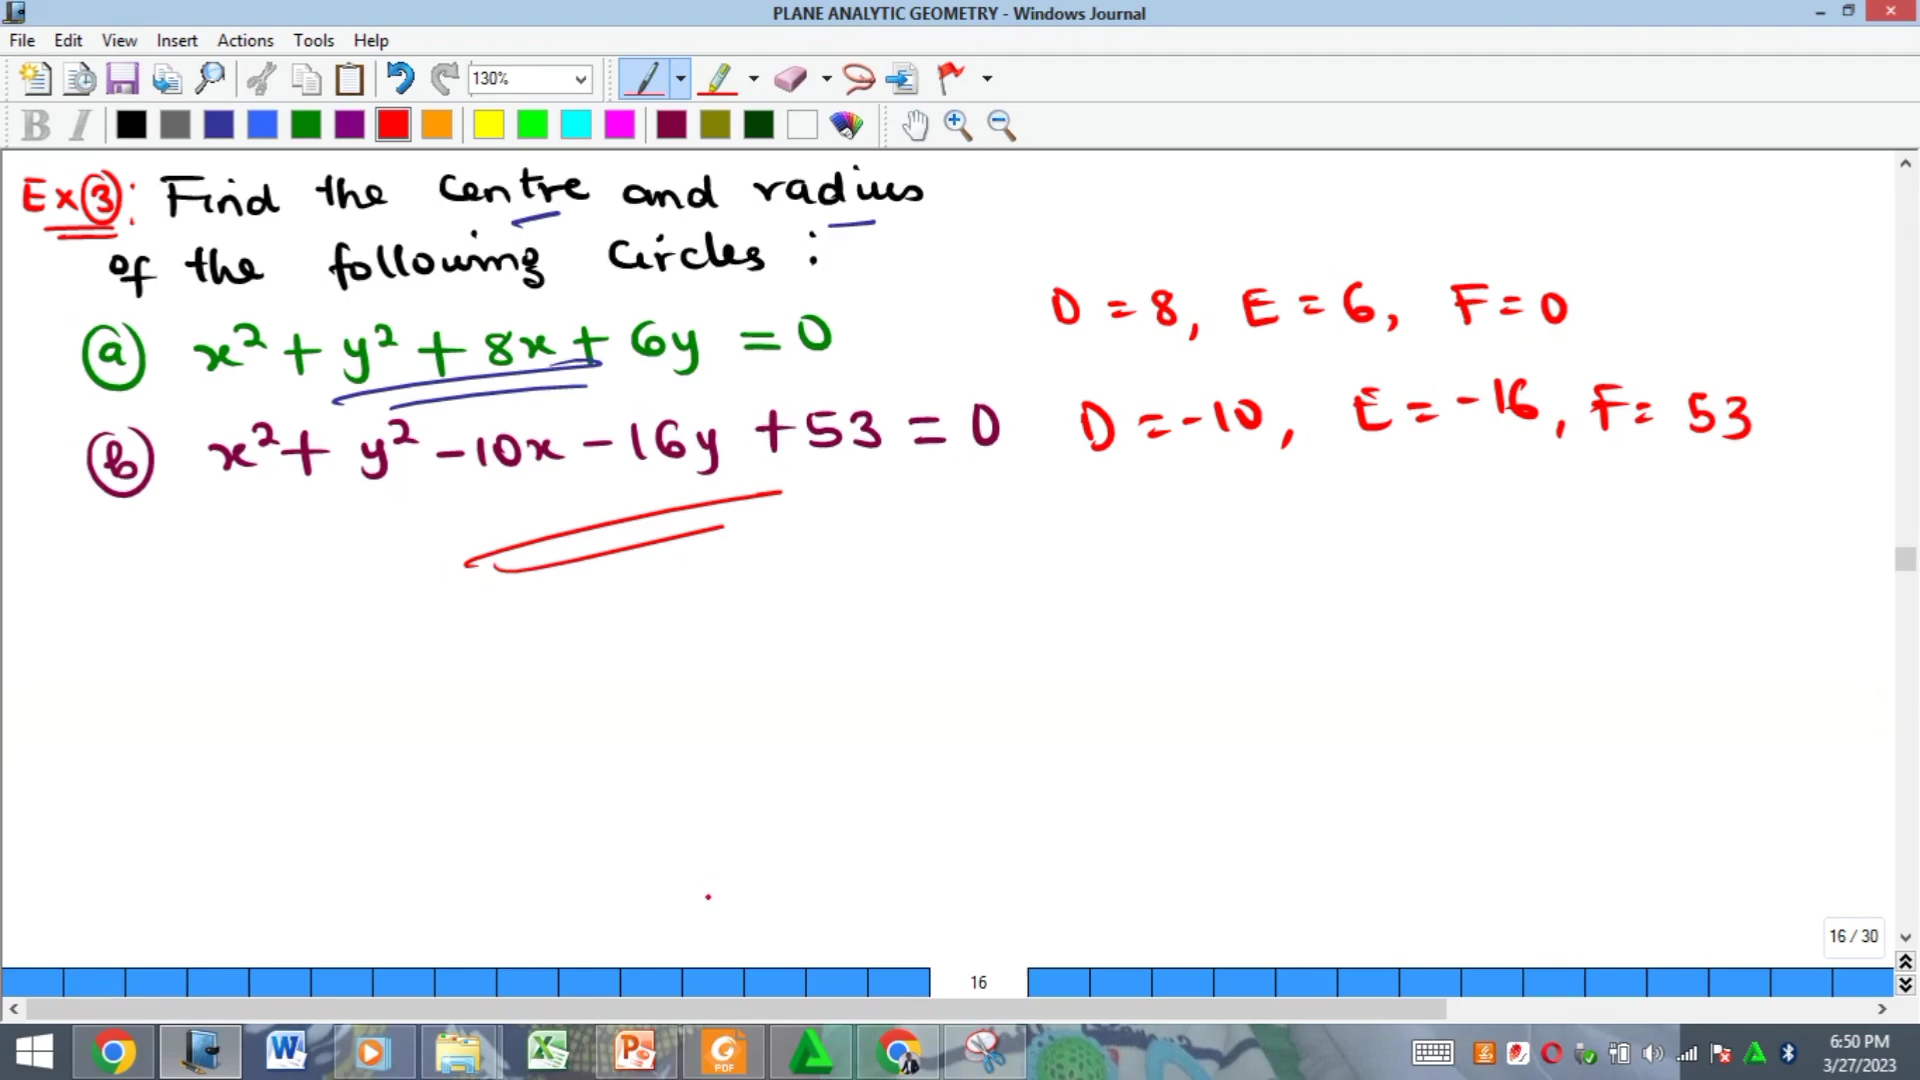 PLANE ANALYTIC GEOMETRY - Windows Journal
File Edit View Insert Actions Tools Help
130%
B I
Ex③: Find the centre and radius
of the following circles :
ⓐ x² + y² + 8x + 6y = 0
D = 8, E = 6, F = 0
ⓑ x² + y² - 10x - 16y + 53 = 0
D = -10, E = -16, F = 53
16 / 30
16
PDF
6:50 PM
3/27/2023